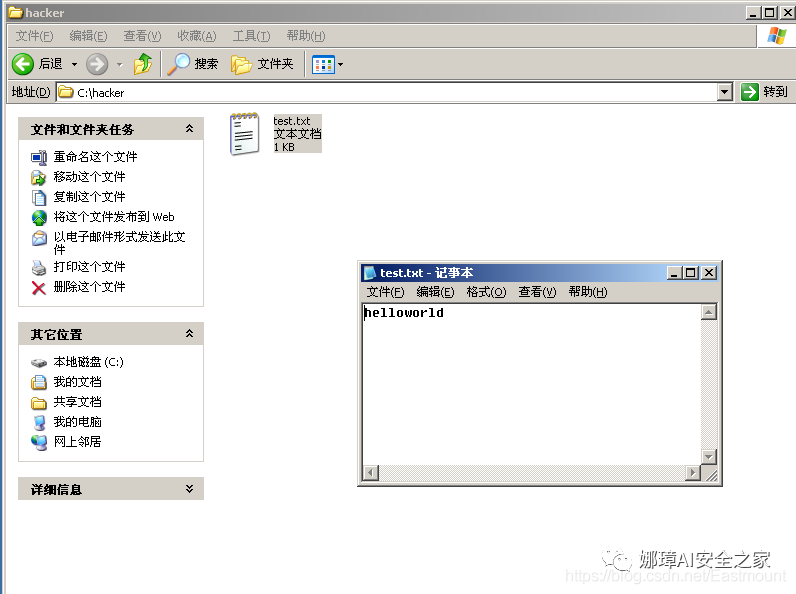 hacker
文件(F) 编辑(E) 查看(V) 收藏(A) 工具(T) 帮助(H)
后退 搜索 文件夹
地址(D) C:\hacker 转到
文件和文件夹任务
重命名这个文件
移动这个文件
复制这个文件
将这个文件发布到 Web
以电子邮件形式发送此文
件
打印这个文件
删除这个文件
其它位置
本地磁盘 (C:)
我的文档
共享文档
我的电脑
网上邻居
详细信息
test.txt
文本文档
1 KB
test.txt - 记事本
文件(F) 编辑(E) 格式(O) 查看(V) 帮助(H)
helloworld
娜璋AI安全之家
https://blog.csdn.net/Eastmount